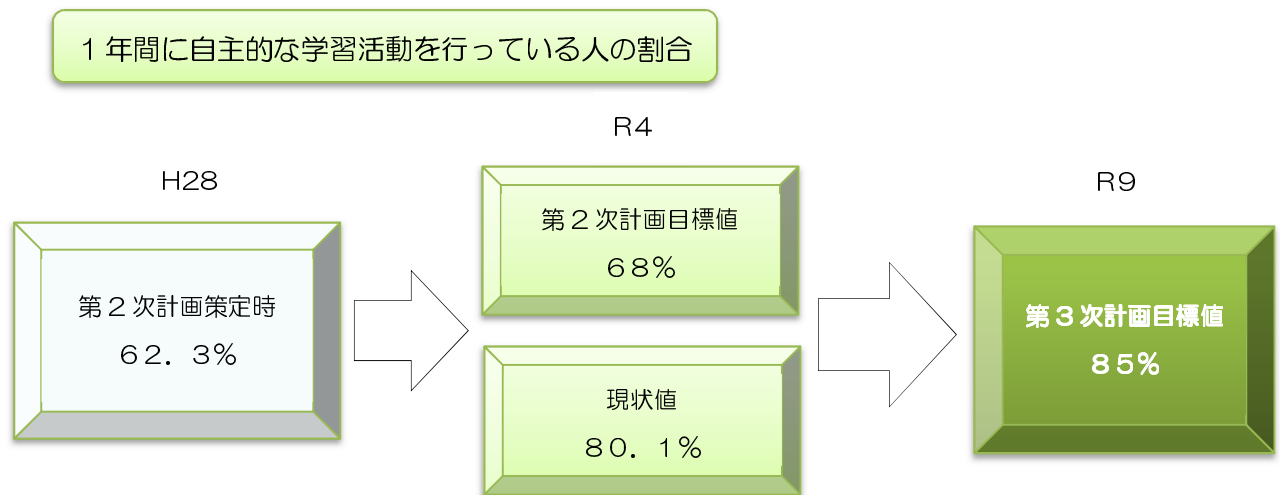 １年間に自主的な学習活動を行っている人の割合
H28
第２次計画策定時
６２．３％
R4
第２次計画目標値
６８％
現状値
８０．１％
R9
第３次計画目標値
８５％